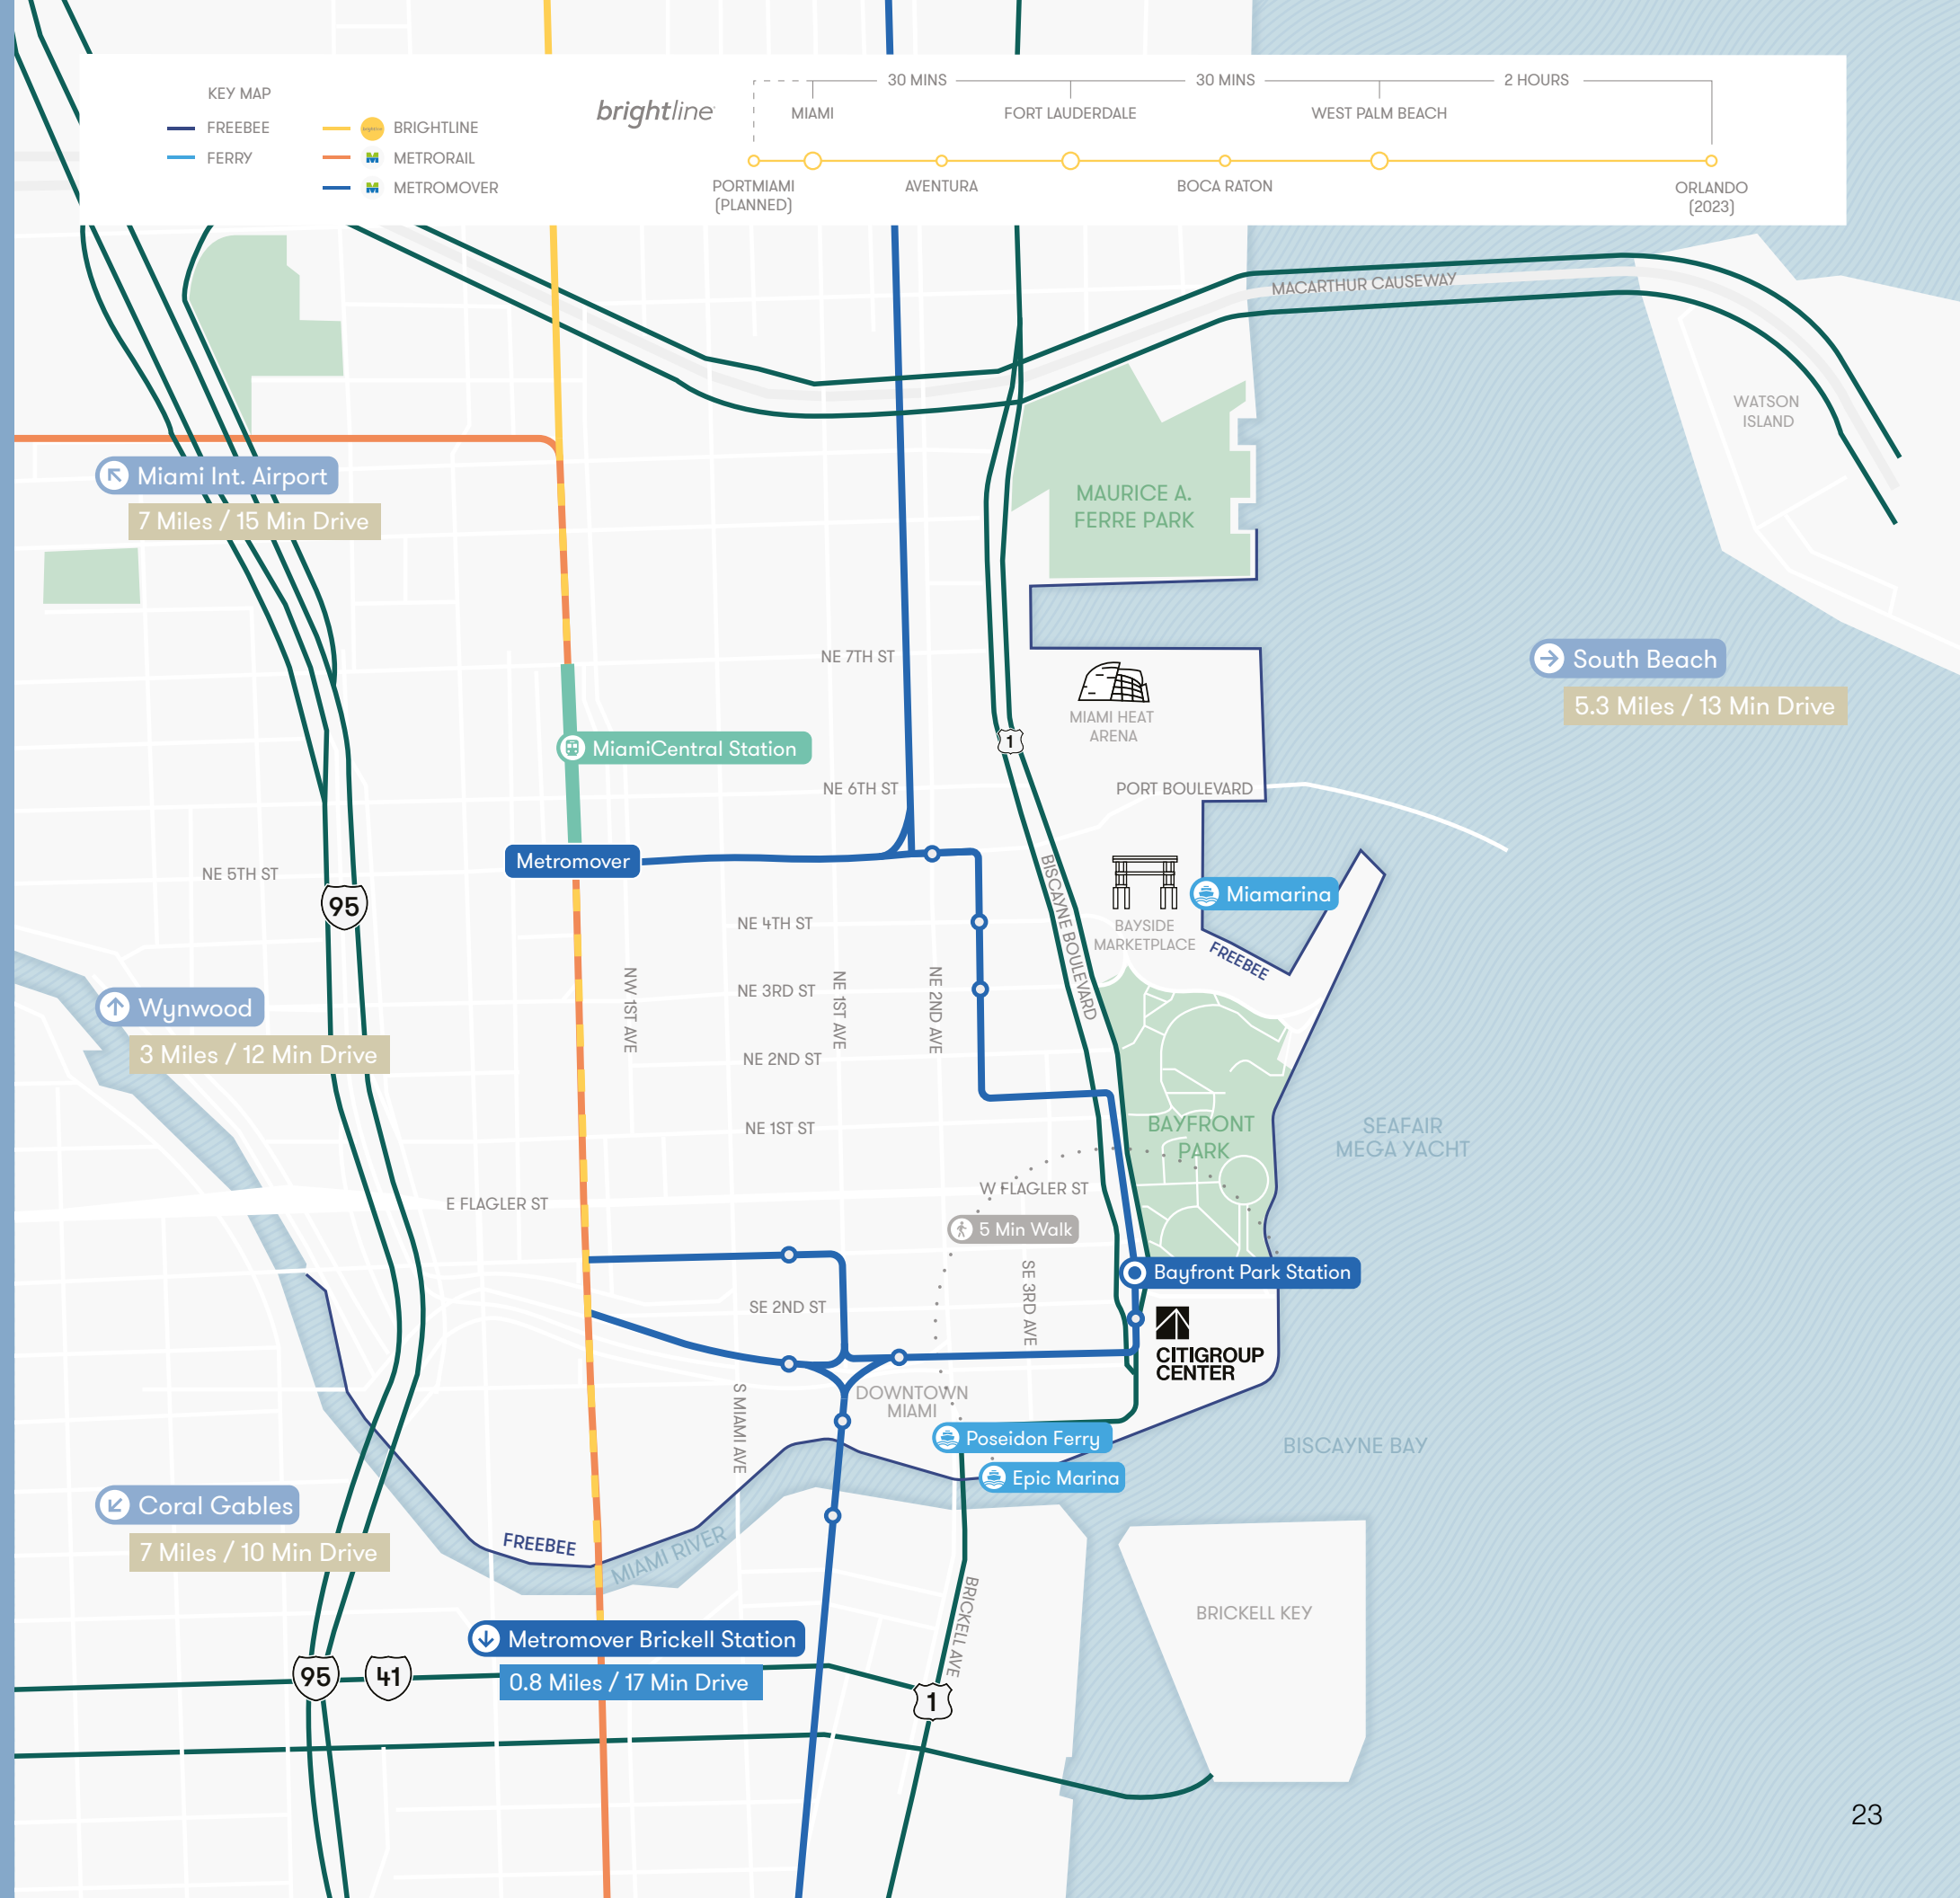 KEY MAP
FREEBEE
FERRY
BRIGHTLINE
METRORAIL
METROMOVER
brightline
30 MINS
30 MINS
2 HOURS
MIAMI
FORT LAUDERDALE
WEST PALM BEACH
PORTMIAMI
(PLANNED)
AVENTURA
BOCA RATON
ORLANDO
(2023)
MACARTHUR CAUSEWAY
WATSON
ISLAND
Miami Int. Airport
7 Miles / 15 Min Drive
MAURICE A.
FERRE PARK
NE 7TH ST
South Beach
5.3 Miles / 13 Min Drive
MIAMI HEAT
ARENA
1
MiamiCentral Station
NE 6TH ST
PORT BOULEVARD
Metromover
NE 5TH ST
95
BISCAYNE BOULEVARD
Miamarina
NE 4TH ST
BAYSIDE
MARKETPLACE
FREEBEE
NW 1ST AVE
NE 3RD ST
NE 1ST AVE
NE 2ND AVE
Wynwood
3 Miles / 12 Min Drive
NE 2ND ST
NE 1ST ST
BAYFRONT
PARK
SEAFAIR
MEGA YACHT
E FLAGLER ST
W FLAGLER ST
5 Min Walk
Bayfront Park Station
SE 2ND ST
SE 3RD AVE
CITIGROUP
CENTER
S MIAMI AVE
DOWNTOWN
MIAMI
Poseidon Ferry
BISCAYNE BAY
Epic Marina
Coral Gables
7 Miles / 10 Min Drive
FREEBEE
MIAMI RIVER
BRICKELL AVE
BRICKELL KEY
Metromover Brickell Station
0.8 Miles / 17 Min Drive
95
41
1
23